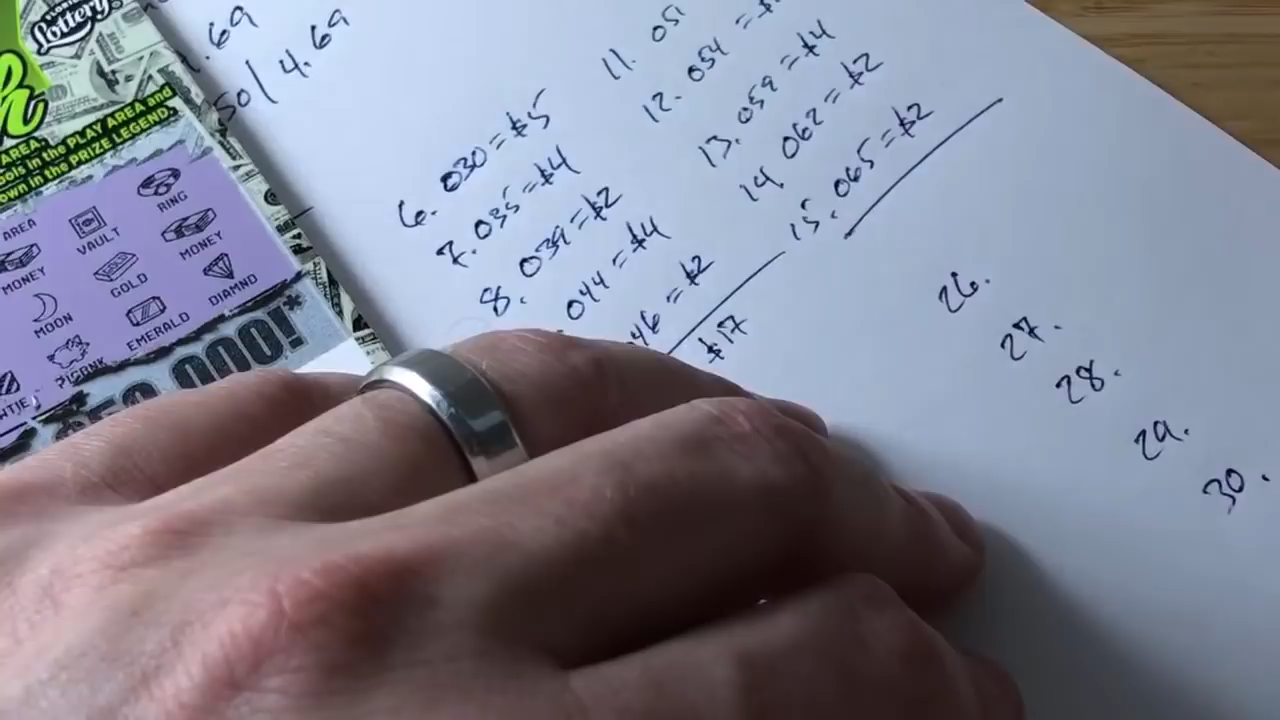 Lottery
AREA,
ools in the PLAY AREA and
own in the PRIZE LEGEND.
AREA
VAULT
RING
MONEY
GOLD
MONEY
MOON
EMERALD
DIAMND
.69
50/4.69
6. 030=$5
7. 035=$4
8. 039=$2
044=$4
46=$2
$17
11. 051
12. 054=$
13. 059=$4
14. 062=$2
15. 065=$2
26.
27.
28.
29.
30.